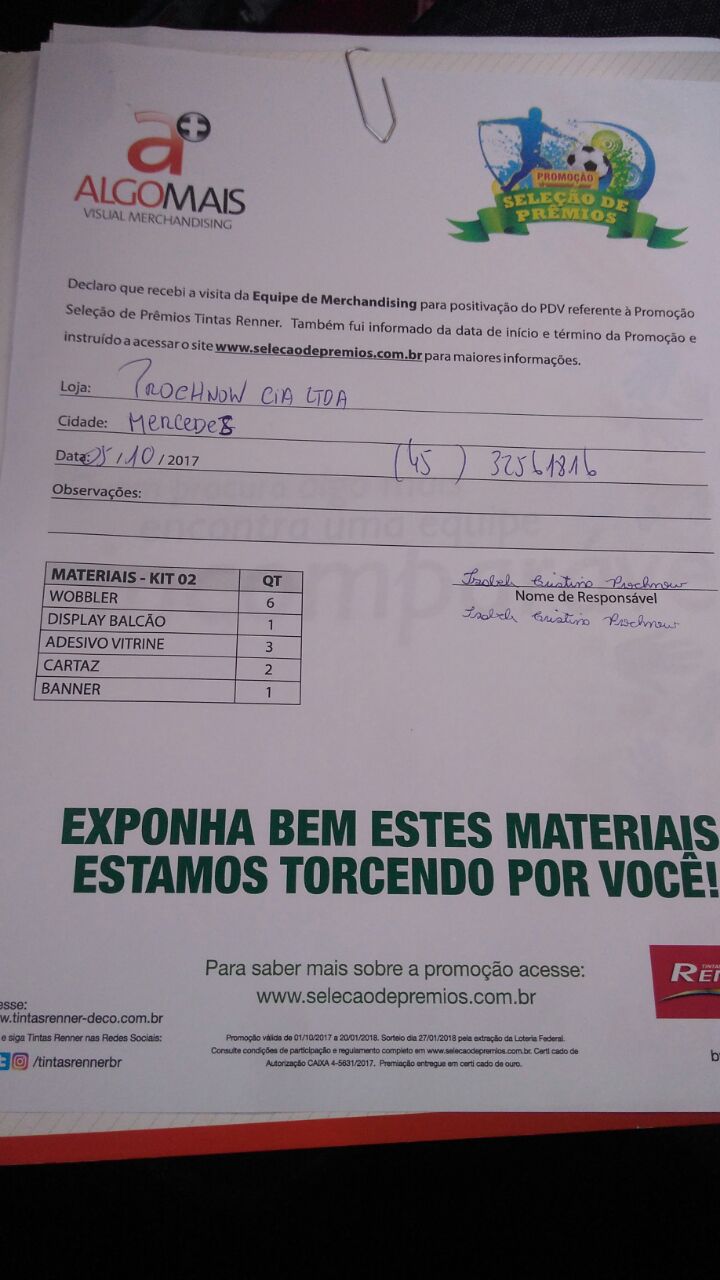 a+
ALGOMAIS
VISUAL MERCHANDISING
PROMOÇÃO
SELEÇÃO DE
PRÊMIOS
Declaro que recebi a visita da Equipe de Merchandising para positivação do PDV referente à Promoção
Seleção de Prêmios Tintas Renner. Também fui informado da data de início e término da Promoção e
instruído a acessar o site www.selecaodepremios.com.br para maiores informações.
Loja: PROCHNOW CIA LTDA
Cidade: MERCEDES
Data: 05/10/2017 (45) 32561816
Observações:
MATERIAIS - KIT 02 QT
WOBBLER 6
DISPLAY BALCÃO 1
ADESIVO VITRINE 3
CARTAZ 2
BANNER 1
Isabel Cristina Prochnow
Nome de Responsável
Isabel Cristina Prochnow
EXPONHA BEM ESTES MATERIAIS
ESTAMOS TORCENDO POR VOCÊ!
Para saber mais sobre a promoção acesse:
www.selecaodepremios.com.br
esse:
w.tintasrenner-deco.com.br
e siga Tintas Renner nas Redes Sociais:
/tintasrennerbr
Promoção válida de 01/10/2017 a 20/01/2018. Sorteio dia 27/01/2018 pela extração da Loteria Federal.
Consulte condições de participação e regulamento completo em www.selecaodepremios.com.br. Certi cado de
Autorização CAIXA 4-5631/2017. Premiação entregue em certi cado de ouro.
TINTAS
REN
b